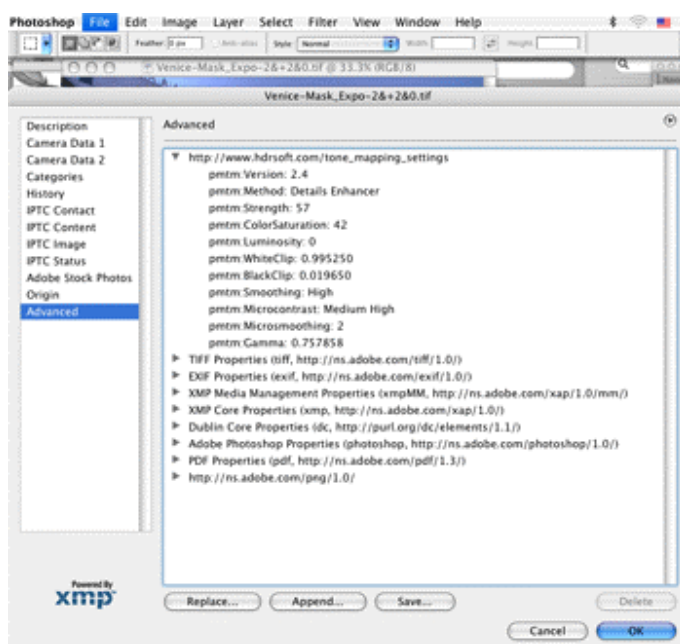 Photoshop File Edit Image Layer Select Filter View Window Help
Feather: 0 px Anti-alias Style: Normal Width: Height:
Venice-Mask_Expo-2&+2&0.tif @ 33.3% (RGB/8)
Venice-Mask_Expo-2&+2&0.tif
Description
Camera Data 1
Camera Data 2
Categories
History
IPTC Contact
IPTC Content
IPTC Image
IPTC Status
Adobe Stock Photos
Origin
Advanced
Advanced
http://www.hdrsoft.com/tone_mapping_settings
pmtm:Version: 2.4
pmtm:Method: Details Enhancer
pmtm:Strength: 57
pmtm:ColorSaturation: 42
pmtm:Luminosity: 0
pmtm:WhiteClip: 0.995250
pmtm:BlackClip: 0.019650
pmtm:Smoothing: High
pmtm:Microcontrast: Medium High
pmtm:Microsmoothing: 2
pmtm:Gamma: 0.757858
TIFF Properties (tiff, http://ns.adobe.com/tiff/1.0/)
EXIF Properties (exif, http://ns.adobe.com/exif/1.0/)
XMP Media Management Properties (xmpMM, http://ns.adobe.com/xap/1.0/mm/)
XMP Core Properties (xmp, http://ns.adobe.com/xap/1.0/)
Dublin Core Properties (dc, http://purl.org/dc/elements/1.1/)
Adobe Photoshop Properties (photoshop, http://ns.adobe.com/photoshop/1.0/)
PDF Properties (pdf, http://ns.adobe.com/pdf/1.3/)
http://ns.adobe.com/png/1.0/
Powered By
xmp
Replace... Append... Save... Delete
Cancel OK